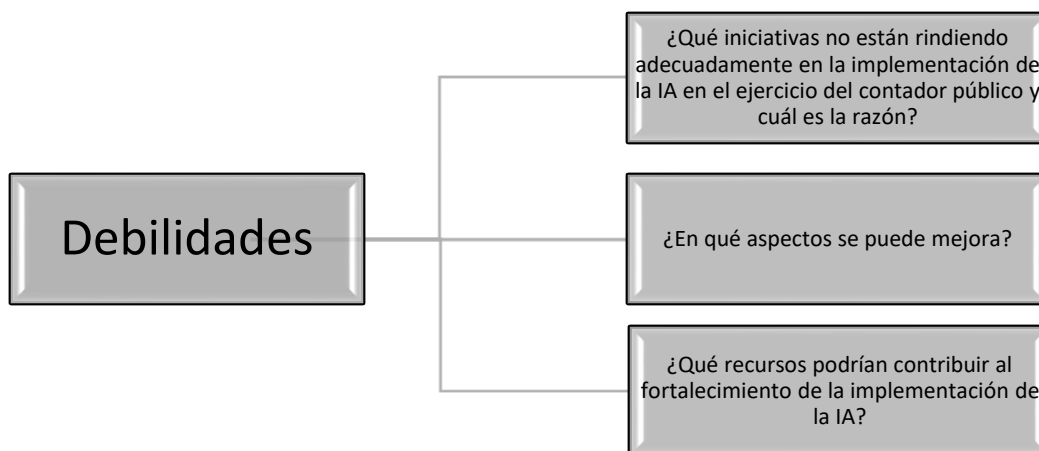 Debilidades
¿Qué iniciativas no están rindiendo
adecuadamente en la implementación de
la IA en el ejercicio del contador público y
cuál es la razón?
¿En qué aspectos se puede mejora?
¿Qué recursos podrían contribuir al
fortalecimiento de la implementación de
la IA?